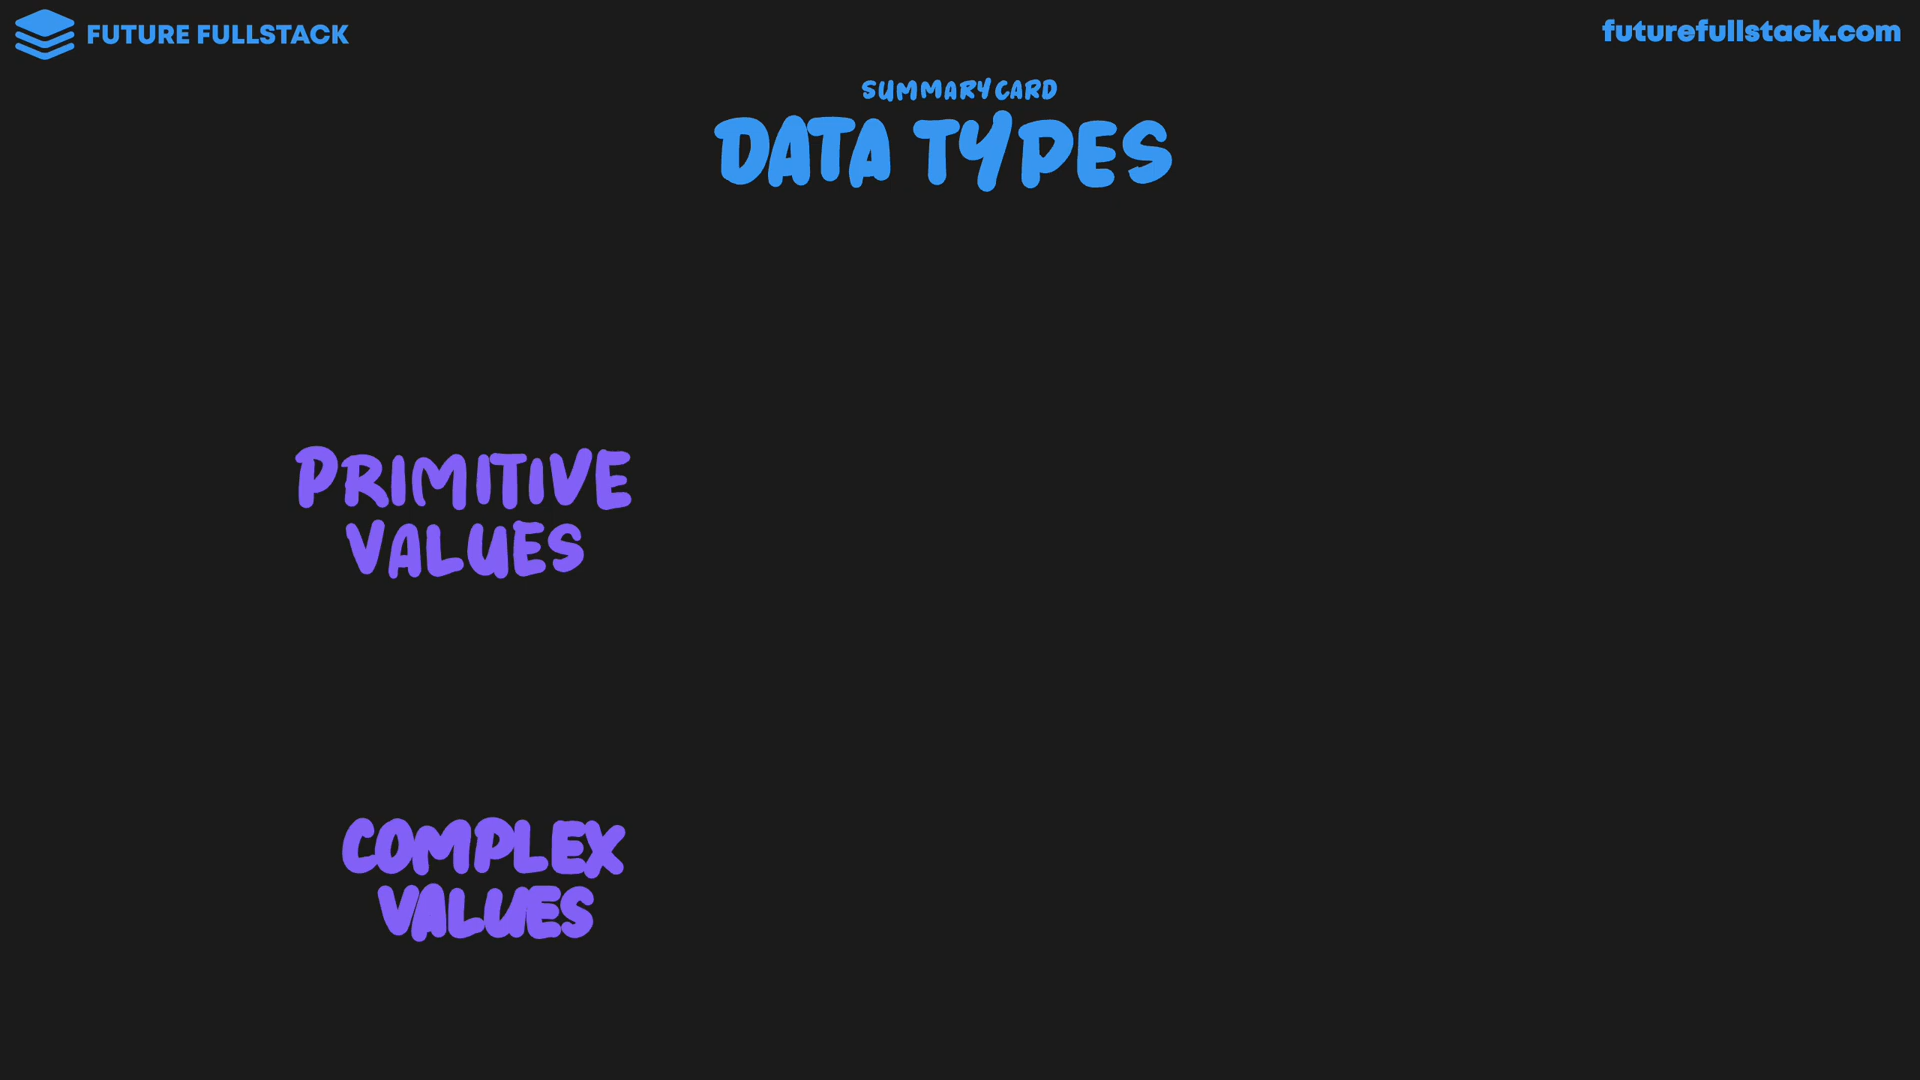 FUTURE FULLSTACK
futurefullstack.com
SUMMARY CARD
DATA TYPES
PRIMITIVE
VALUES
COMPLEX
VALUES